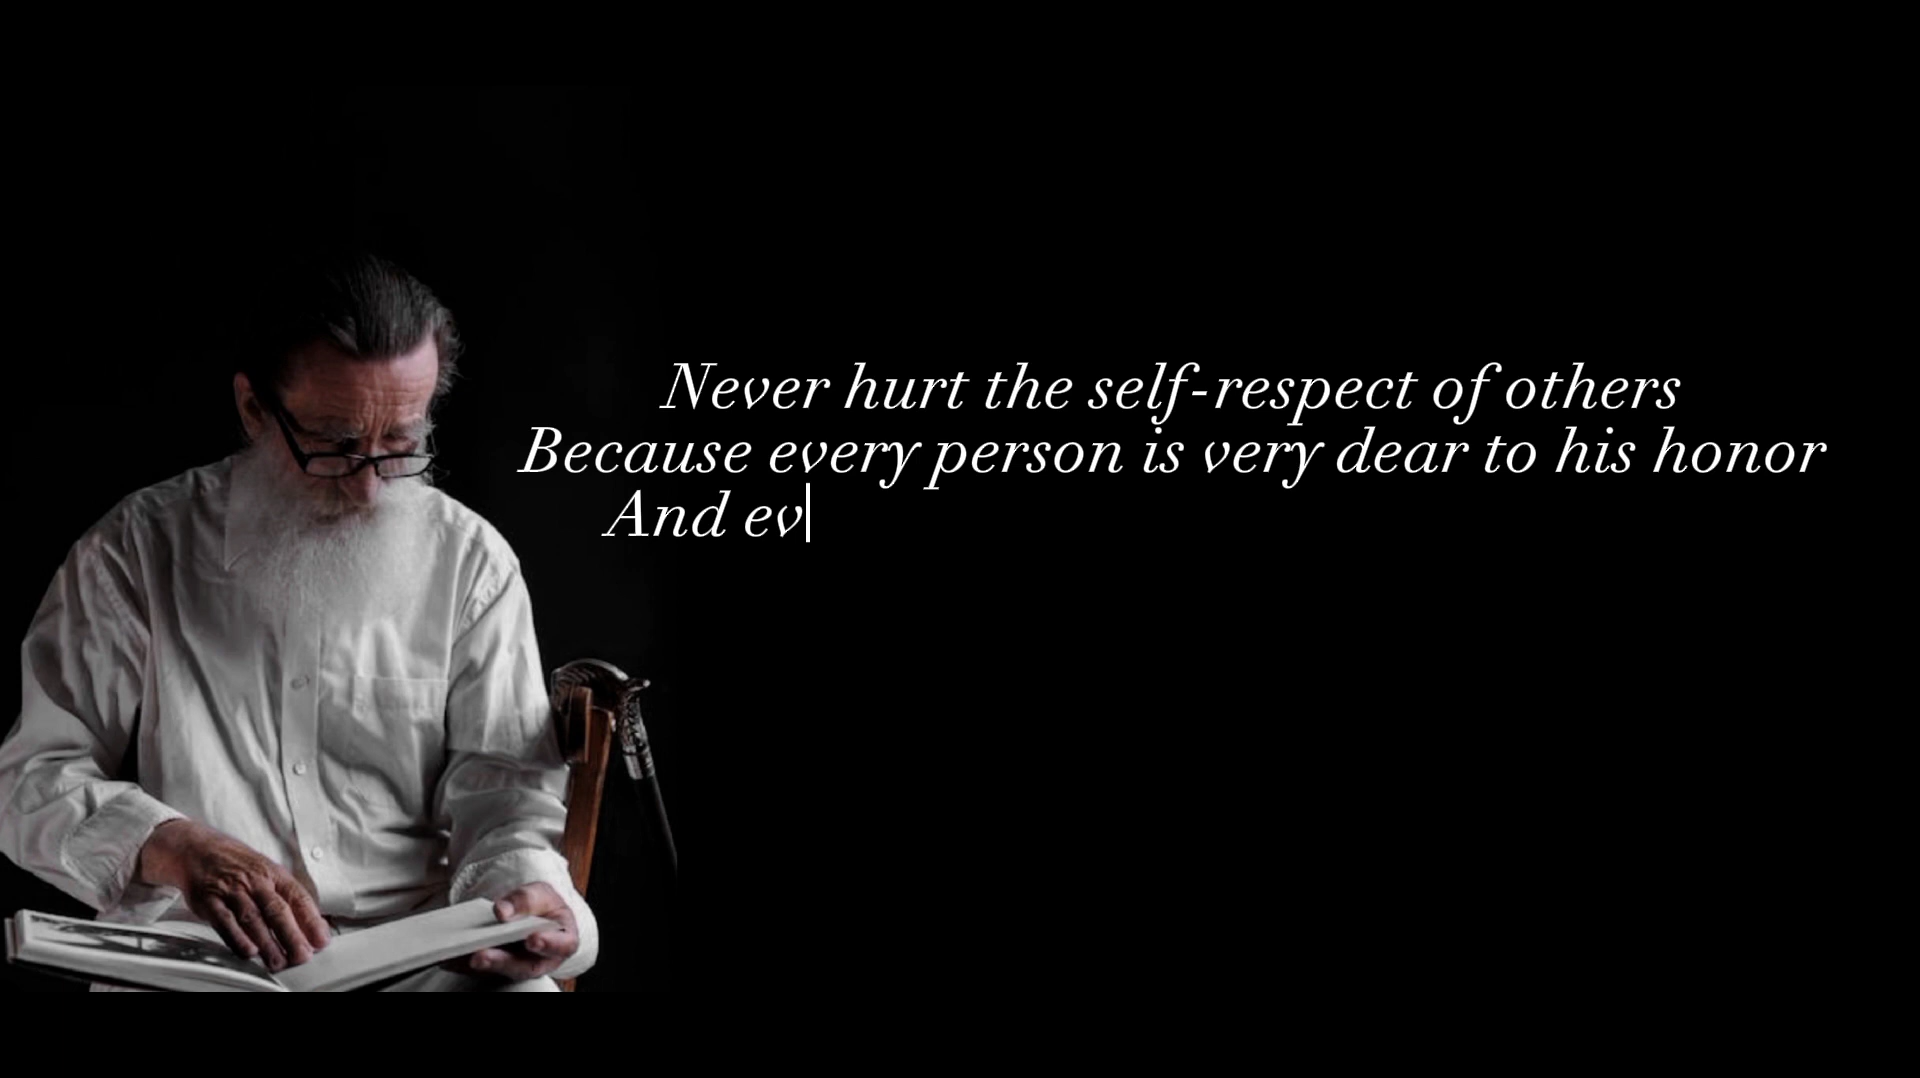 Never hurt the self-respect of others
Because every person is very dear to his honor
And ev